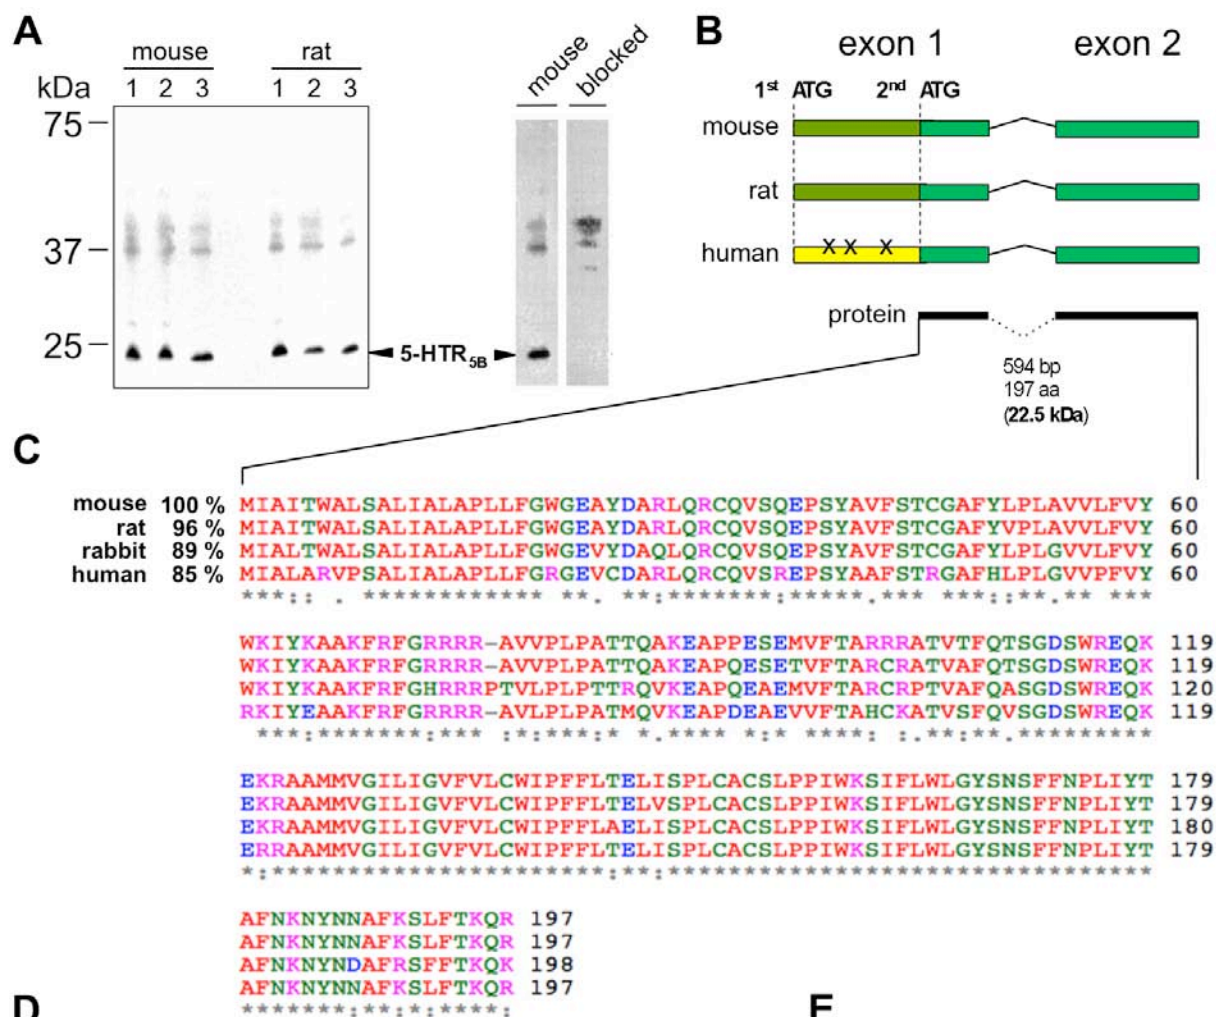 A
mouse rat
kDa 1 2 3 1 2 3
mouse
blocked
75
37
25
5-HTR5B
B
exon 1 exon 2
1st ATG 2nd ATG
mouse
rat
human X X X
protein
594 bp
197 aa
(22.5 kDa)
C
mouse 100 % MIAITWALSALIALAPLLFGWGEAYDARLQRCQVSQEPSYAVFSTCGAFYLPLAVVLFVY 60
rat 96 % MIAITWALSALIALAPLLFGWGEAYDARLQRCQVSQEPSYAVFSTCGAFYVPLAVVLFVY 60
rabbit 89 % MIALTWALSALIALAPLLFGWGEVYDAQLQRCQVSQEPSYAVFSTCGAFYLPLGVVLFVY 60
human 85 % MIALARVPSALIALAPLLFGRGEVCDARLQRCQVSREPSYAAFSTRGAFHLPLGVVPFVY 60
***:: . ************ **. **:*******:*****.*** ***::**.** ***
WKIYKAAKFRFGRRRR-AVVPLPATTQAKEAPPESEMVFTARRRATVTFQTSGDSWREQK 119
WKIYKAAKFRFGRRRR-AVVPLPATTQAKEAPPESETVFTARCRATVTFQTSGDSWREQK 119
WKIYKAAKFRFGHRRRPTVLPLPTTRQVKEAPQEAEMVFTARCRPTVAFQASGDSWREQK 120
RKIYEAAKFRFGRRRR-AVLPLPATMQVKEAPDEAEVVFTAHCKATVSFQVSGDSWREQK 119
***:*******:*** :*:***:* *.**** *:* ****: :.**:**.*********
EKRAAMMVGILIGVFVLCWIPFFLTELISPLCACSLPPIWKSIFLWLGYSNSFFNPLIYT 179
EKRAAMMVGILIGVFVLCWIPFFLTELVSPLCACSLPPIWKSIFLWLGYSNSFFNPLIYT 179
EKRAAMMVGILIGVFVLCWIPFFLAELISPLCACSLPPIWKSIFLWLGYSNSFFNPLIYT 180
ERRAAMMVGILIGVFVLCWIPFFLTELISPLCACSLPPIWKSIFLWLGYSNSFFNPLIYT 179
*:**********************:**:********************************
AFNKNYNNAFKSLFTKQR 197
AFNKNYNNAFKSLFTKQR 197
AFNKNYNDAFRSFFTKQK 198
AFNKNYNNAFKSLFTKQR 197
*******:**:*:****:
D E